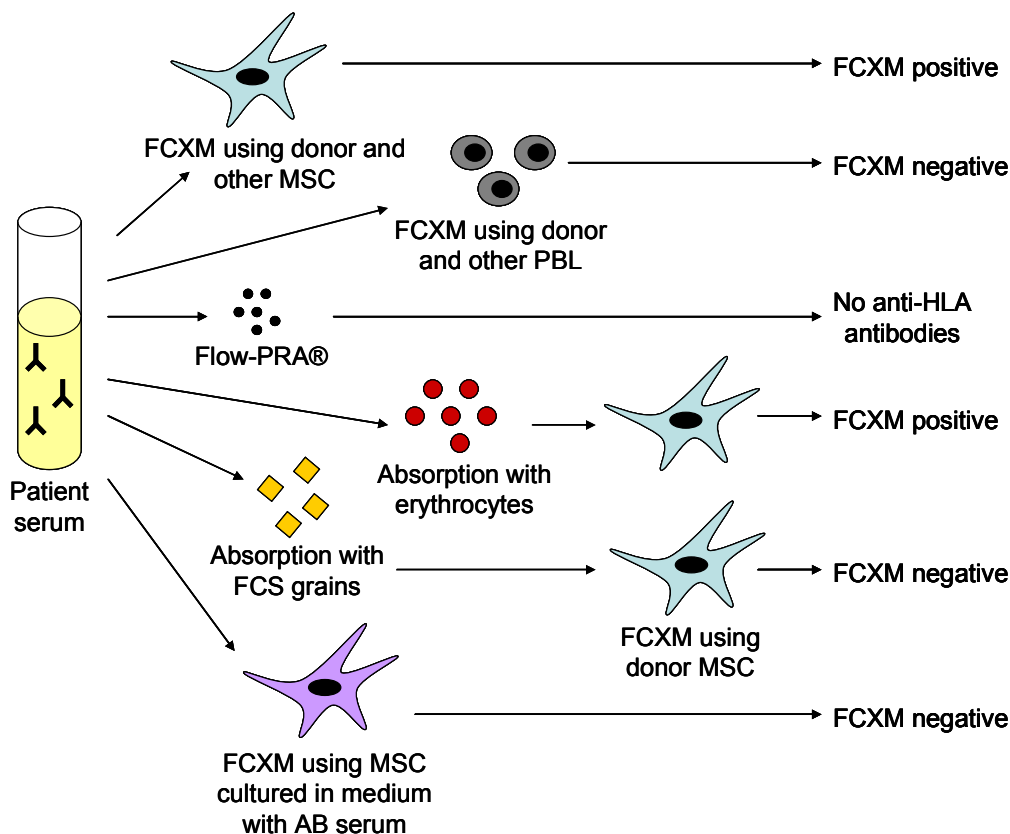 FCXM using donor and
other MSC
FCXM positive
FCXM using donor
and other PBL
FCXM negative
Flow-PRA®
No anti-HLA
antibodies
Patient
serum
Absorption with
erythrocytes
FCXM positive
Absorption with
FCS grains
FCXM using
donor MSC
FCXM negative
FCXM using MSC
cultured in medium
with AB serum
FCXM negative